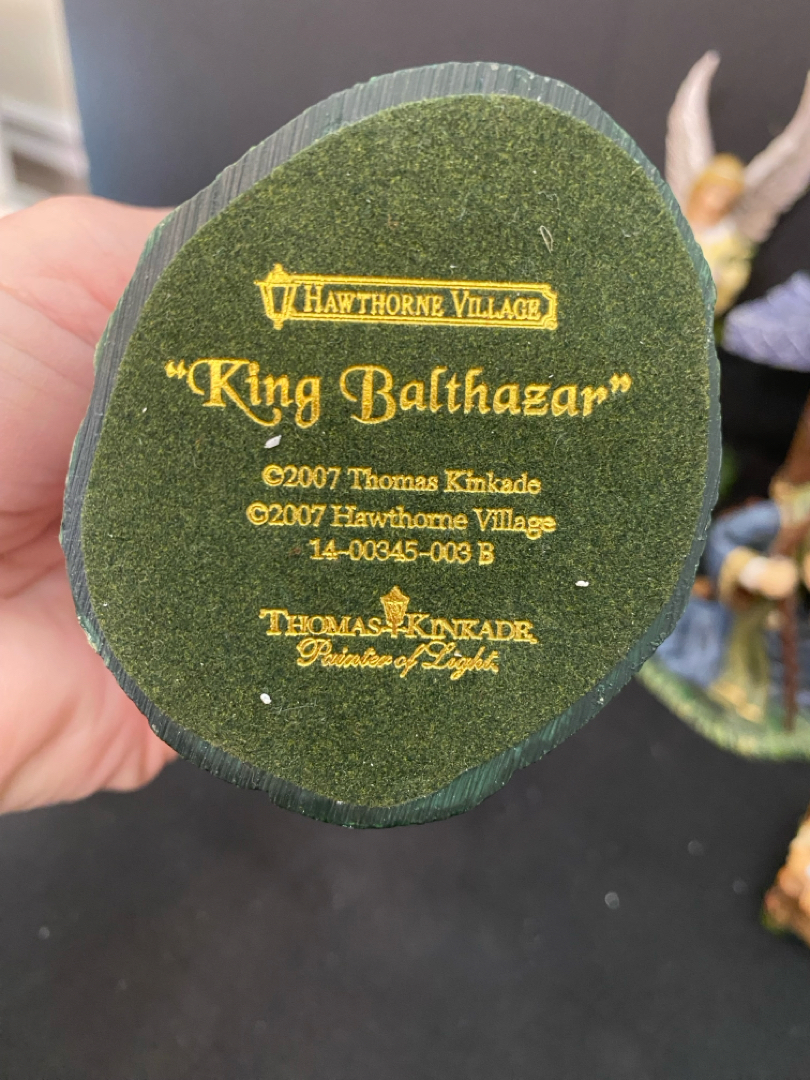 HAWTHORNE VILLAGE
“King Balthazar”
©2007 Thomas Kinkade
©2007 Hawthorne Village
14-00345-003 B
THOMAS KINKADE
Painter of Light